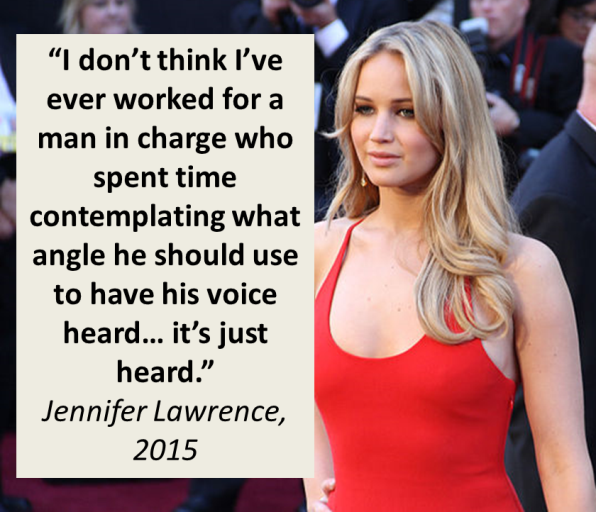 “I don’t think I’ve
ever worked for a
man in charge who
spent time
contemplating what
angle he should use
to have his voice
heard… it’s just
heard.”
Jennifer Lawrence,
2015